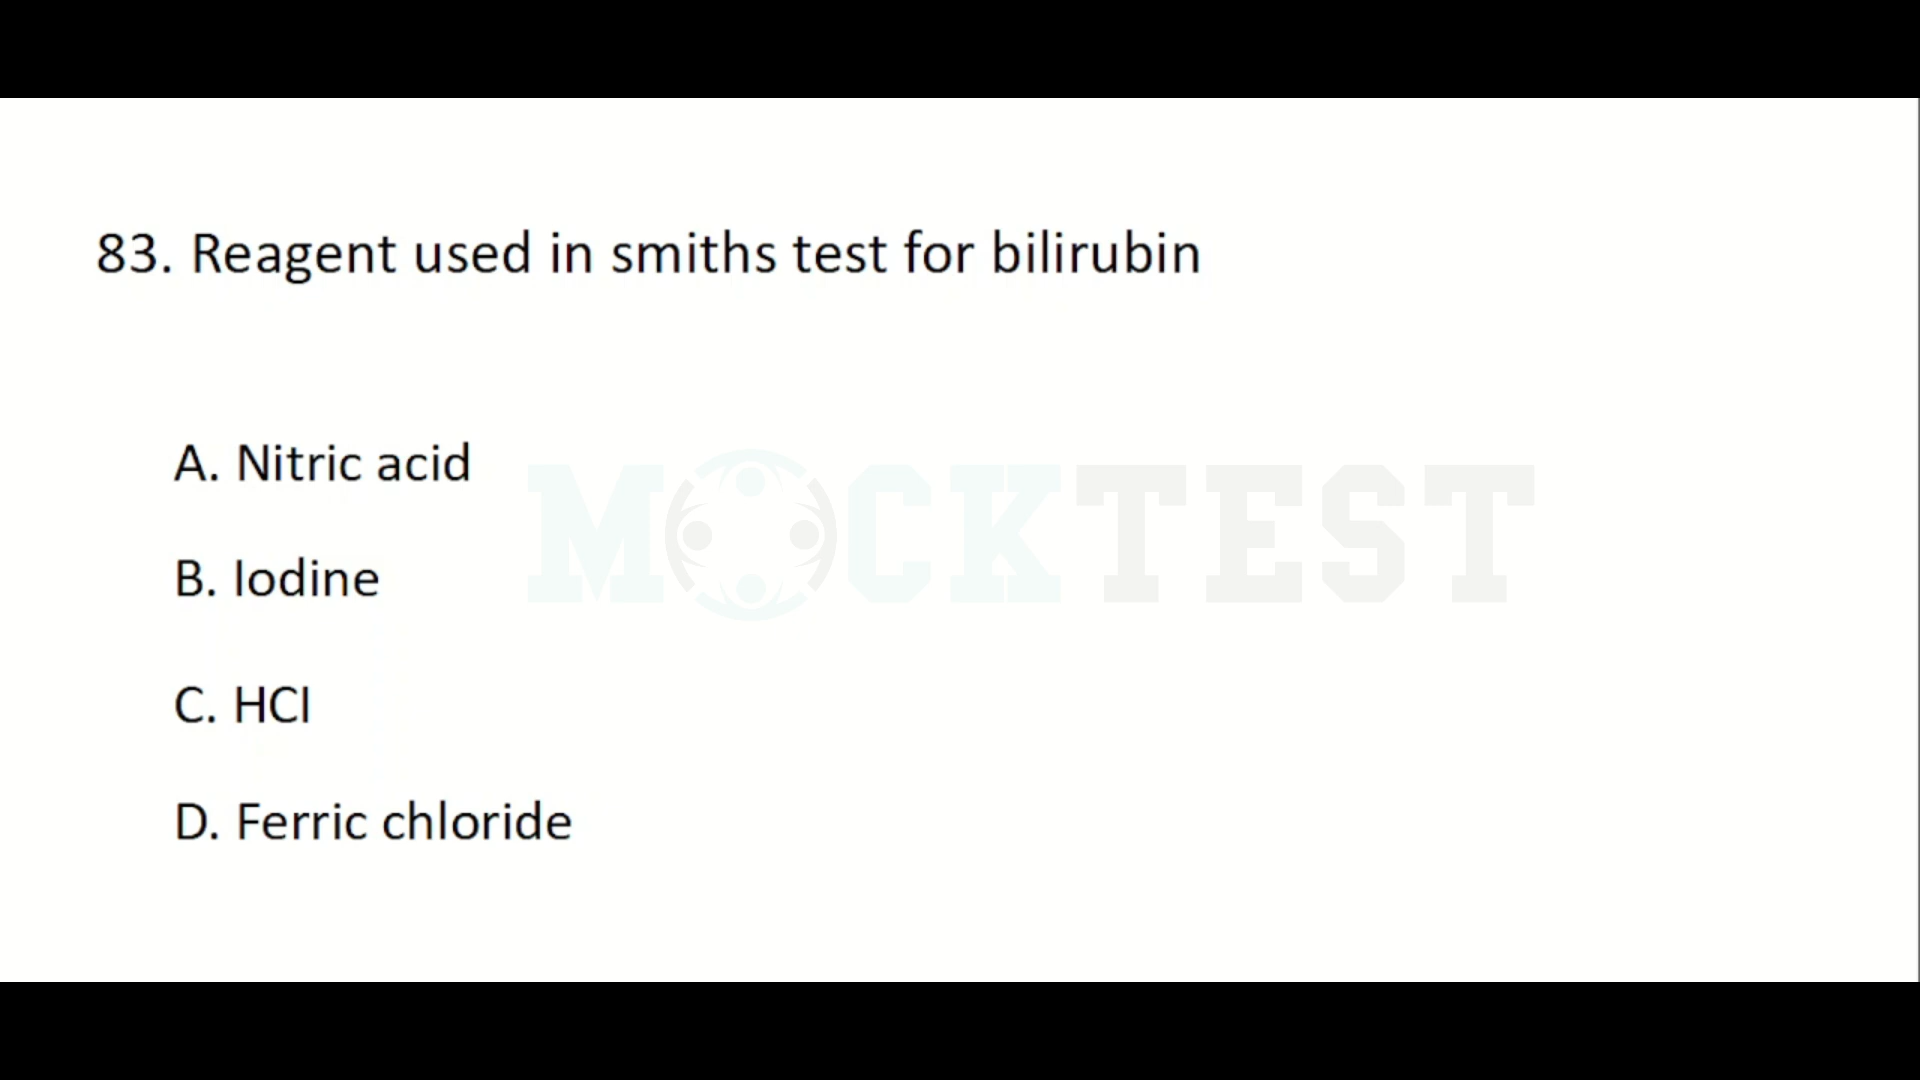 83. Reagent used in smiths test for bilirubin
A. Nitric acid
MOCKTEST
B. Iodine
C. HCl
D. Ferric chloride